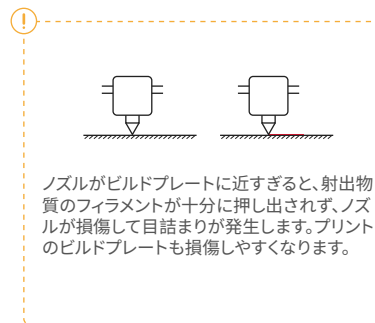 ノズルがビルドプレートに近すぎると、射出物
質のフィラメントが十分に押し出されず、ノズ
ルが損傷して目詰まりが発生します。プリント
のビルドプレートも損傷しやすくなります。